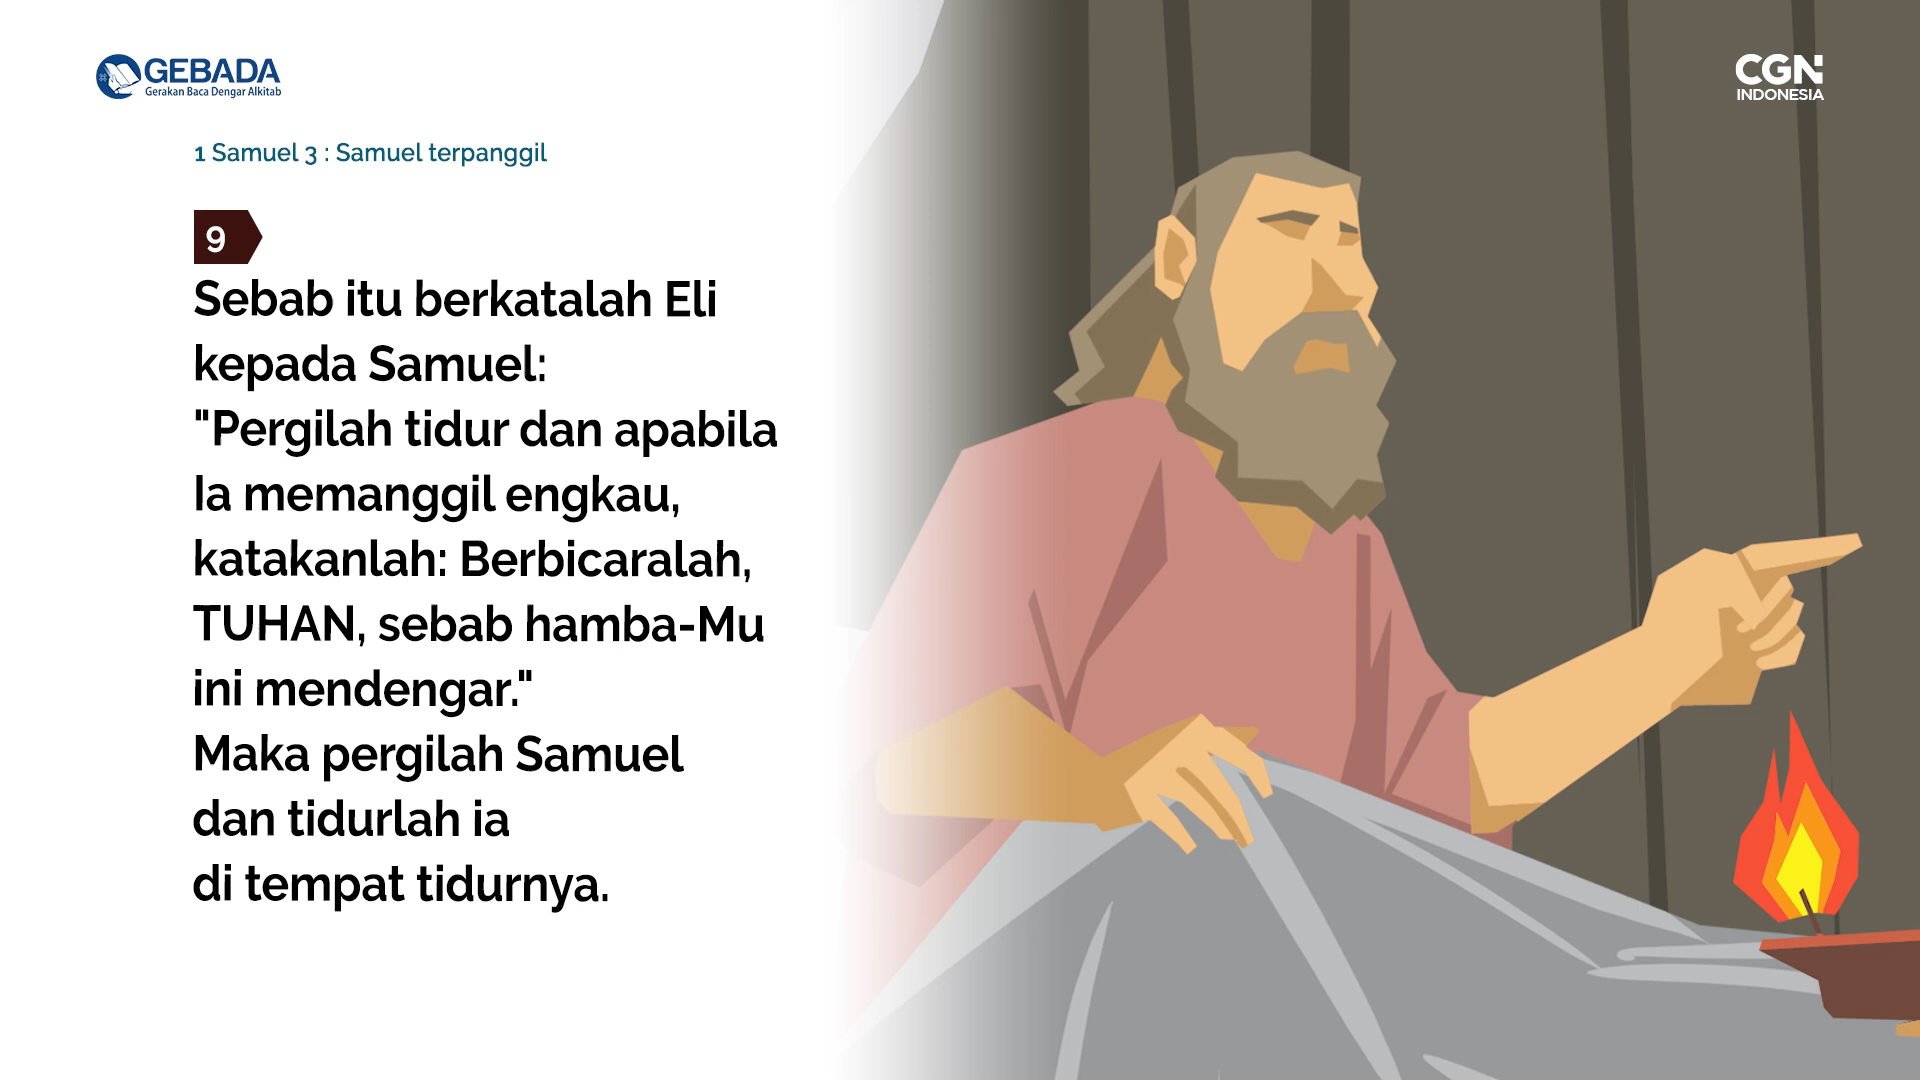 GEBADA
Gerakan Baca Dengar Alkitab
CGN
INDONESIA
1 Samuel 3 : Samuel terpanggil
9
Sebab itu berkatalah Eli
kepada Samuel:
"Pergilah tidur dan apabila
Ia memanggil engkau,
katakanlah: Berbicaralah,
TUHAN, sebab hamba-Mu
ini mendengar."
Maka pergilah Samuel
dan tidurlah ia
di tempat tidurnya.